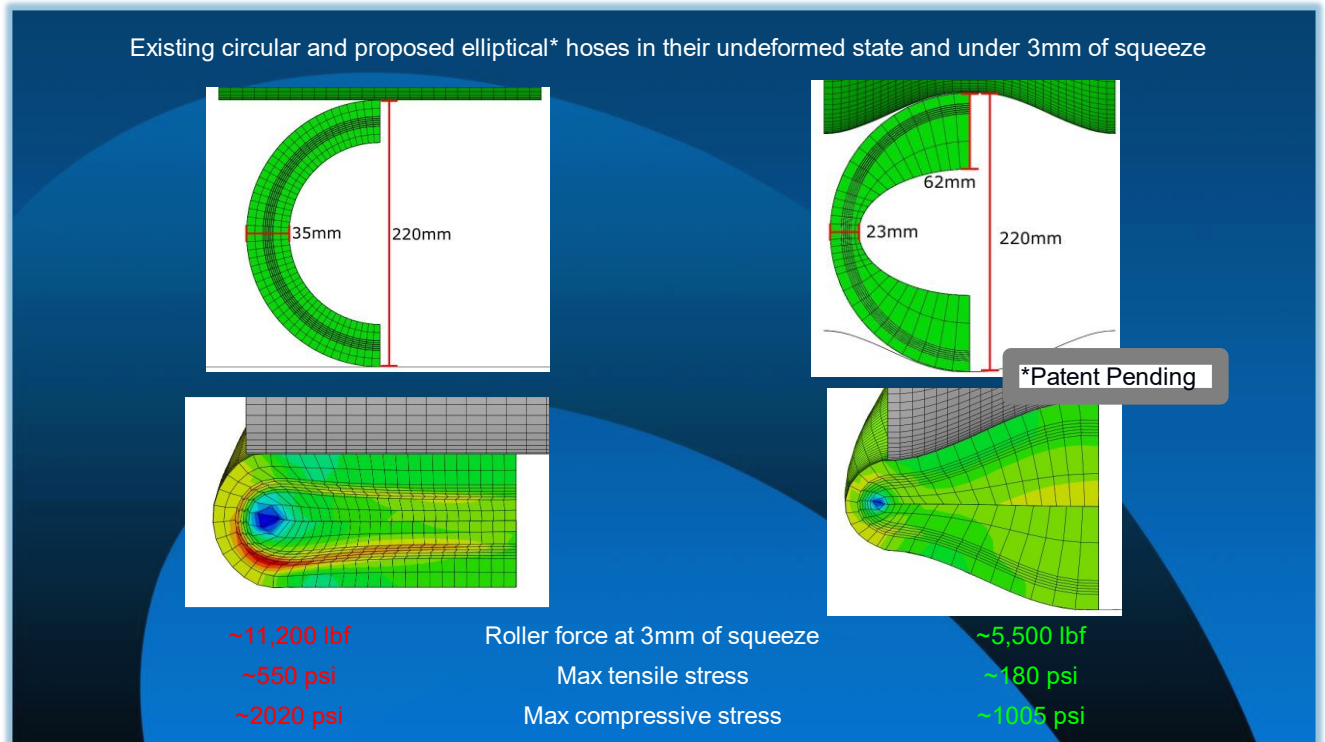 Existing circular and proposed elliptical* hoses in their undeformed state and under 3mm of squeeze
35mm
220mm
62mm
23mm
220mm
*Patent Pending
~11,200 lbf Roller force at 3mm of squeeze ~5,500 lbf
~550 psi Max tensile stress ~180 psi
~2020 psi Max compressive stress ~1005 psi